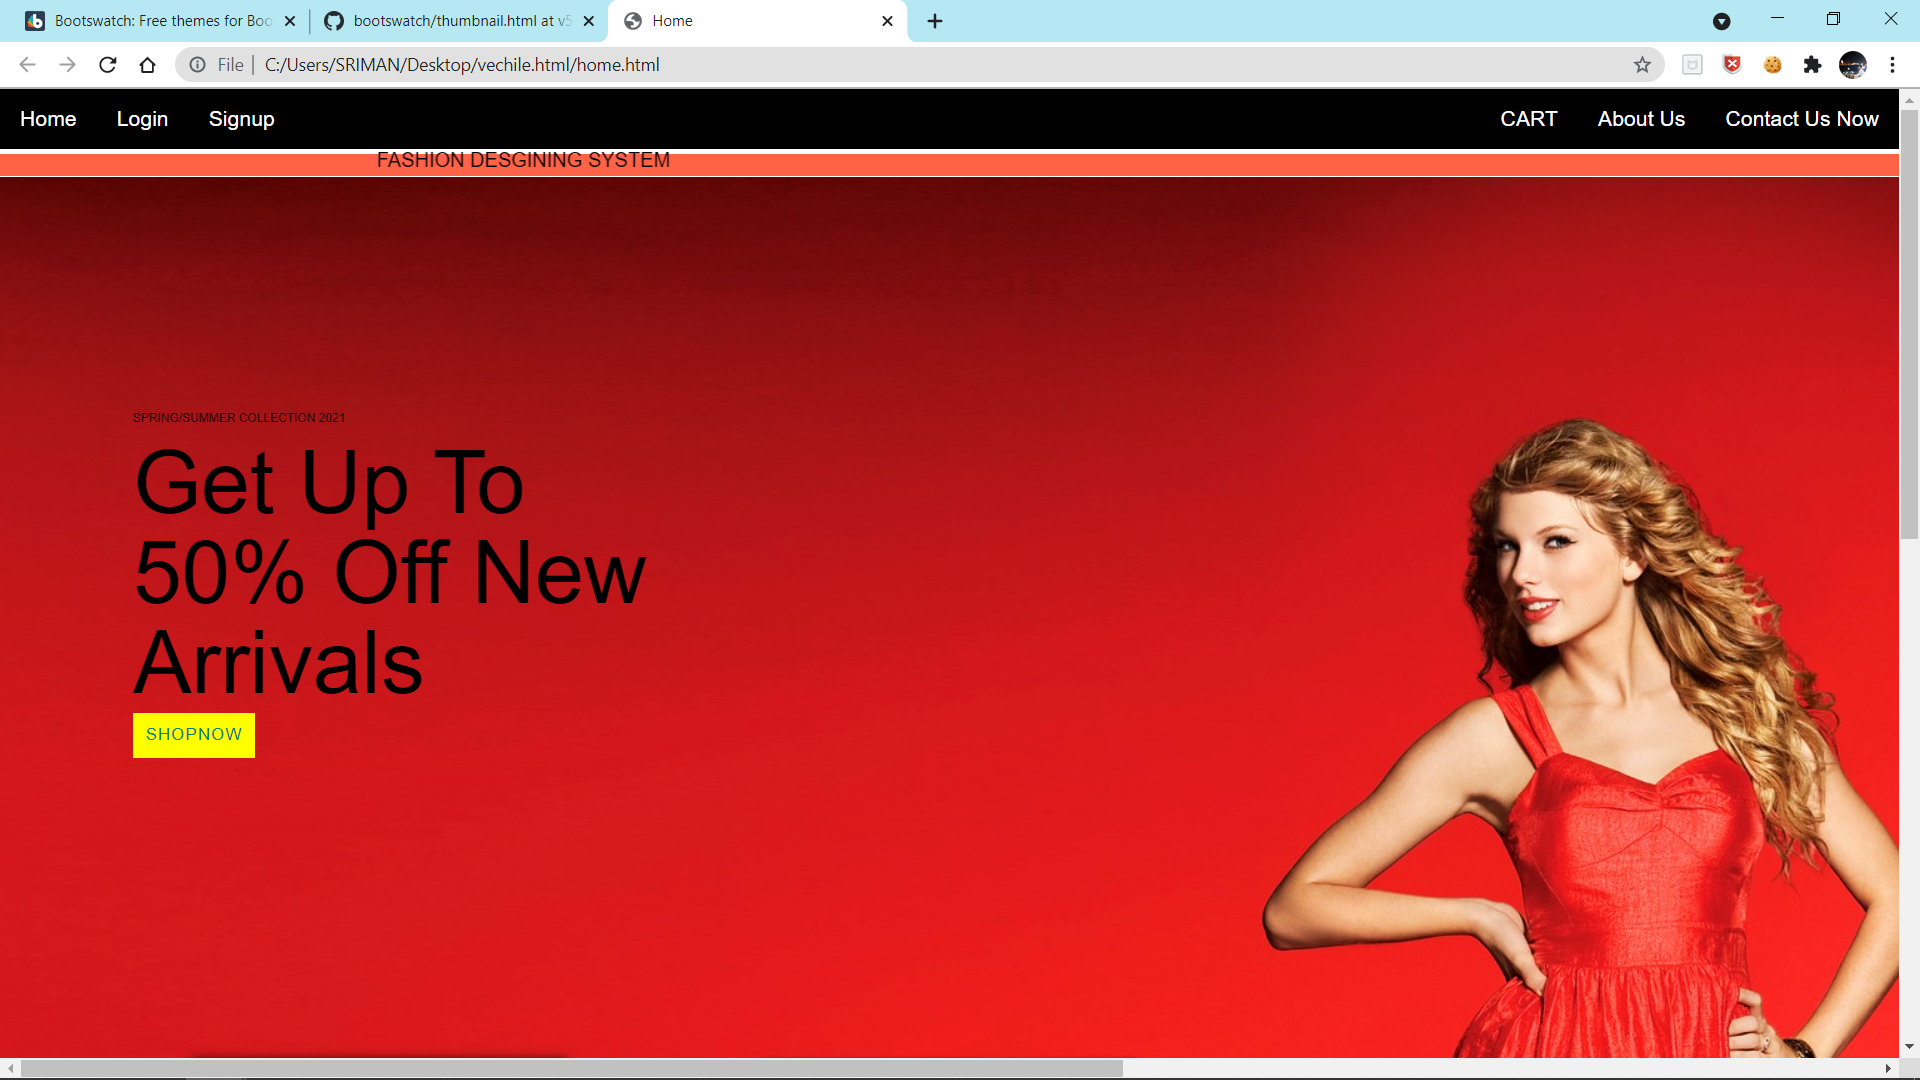 Bootswatch: Free themes for Boo
bootswatch/thumbnail.html at v5
Home
File
C:/Users/SRIMAN/Desktop/vechile.html/home.html
Home Login Signup CART About Us Contact Us Now
FASHION DESGINING SYSTEM
SPRING/SUMMER COLLECTION 2021
Get Up To
50% Off New
Arrivals
SHOPNOW